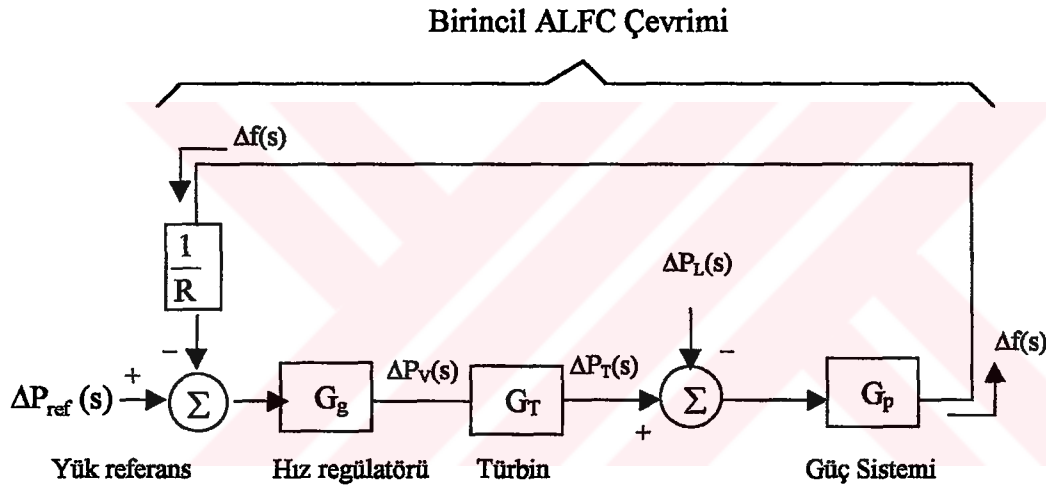 Birincil ALFC Çevrimi
Δf(s)
1
R
ΔP_L(s)
−
−
Δf(s)
ΔP_ref (s)
+
Σ
G_g
ΔP_V(s)
G_T
ΔP_T(s)
+
Σ
G_p
Yük referans
Hız regülatörü
Türbin
Güç Sistemi